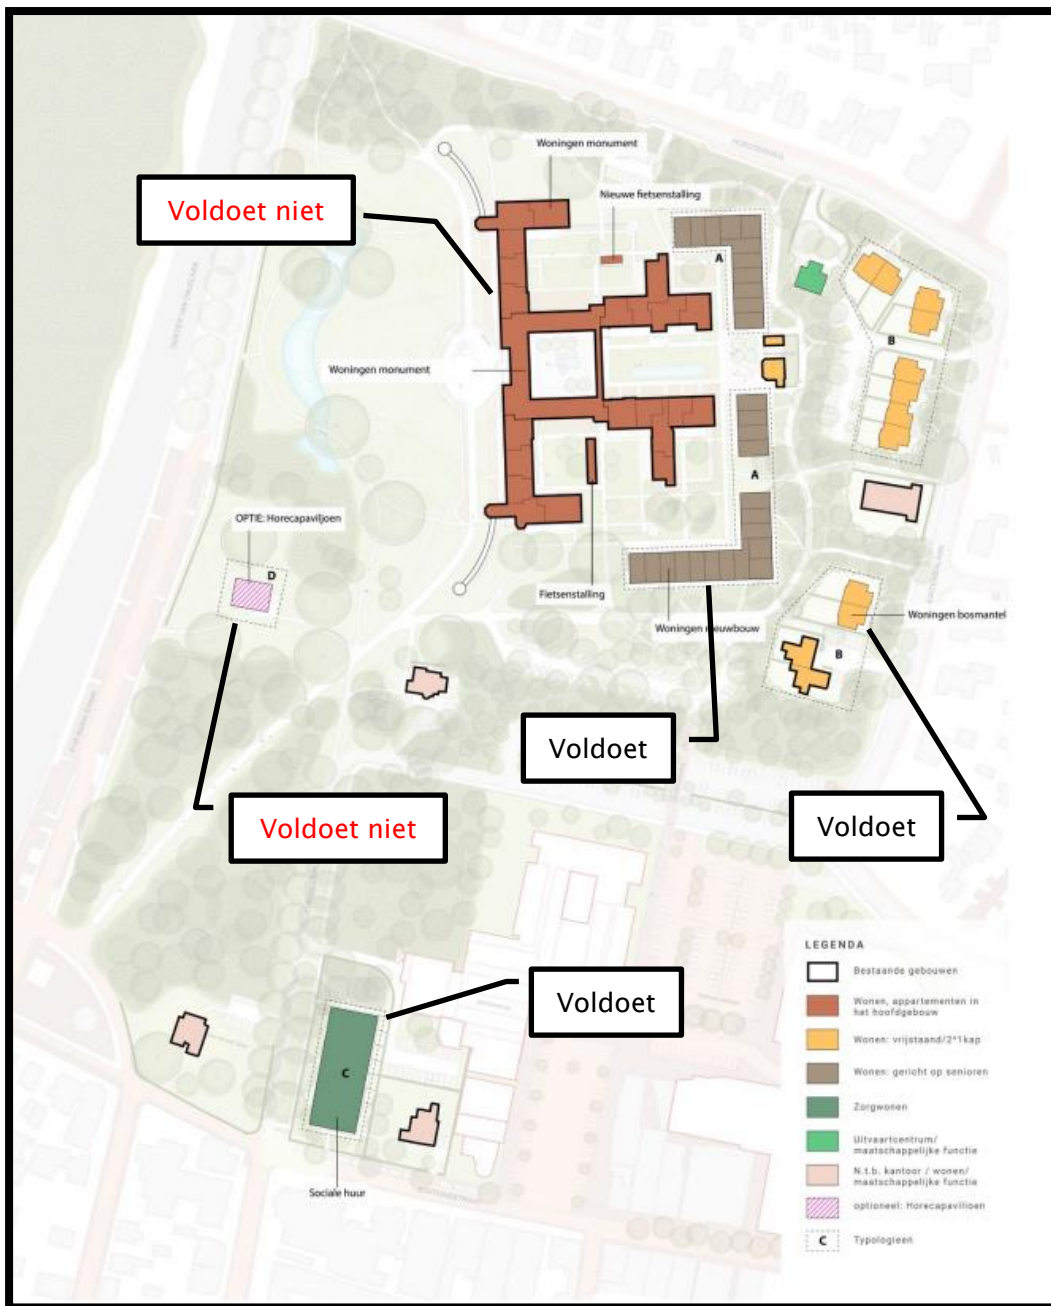 Woningen monument
Nieuwe fietsenstalling
Voldoet niet
A
B
Woningen monument
A
OPTIE: Horecapaviljoen
D
Fietsenstalling
Woningen nieuwbouw
Woningen bosmantel
B
Voldoet
Voldoet niet
Voldoet
Voldoet
C
Sociale huur
LEGENDA
Bestaande gebouwen
Wonen, appartementen in
het hoofdgebouw
Wonen: vrijstaand/2*1kap
Wonen: gericht op senioren
Zorgwonen
Uitvaartcentrum/
maatschappelijke functie
N.t.b. kantoor / wonen/
maatschappelijke functie
optioneel: Horecapaviljoen
C
Typologieen